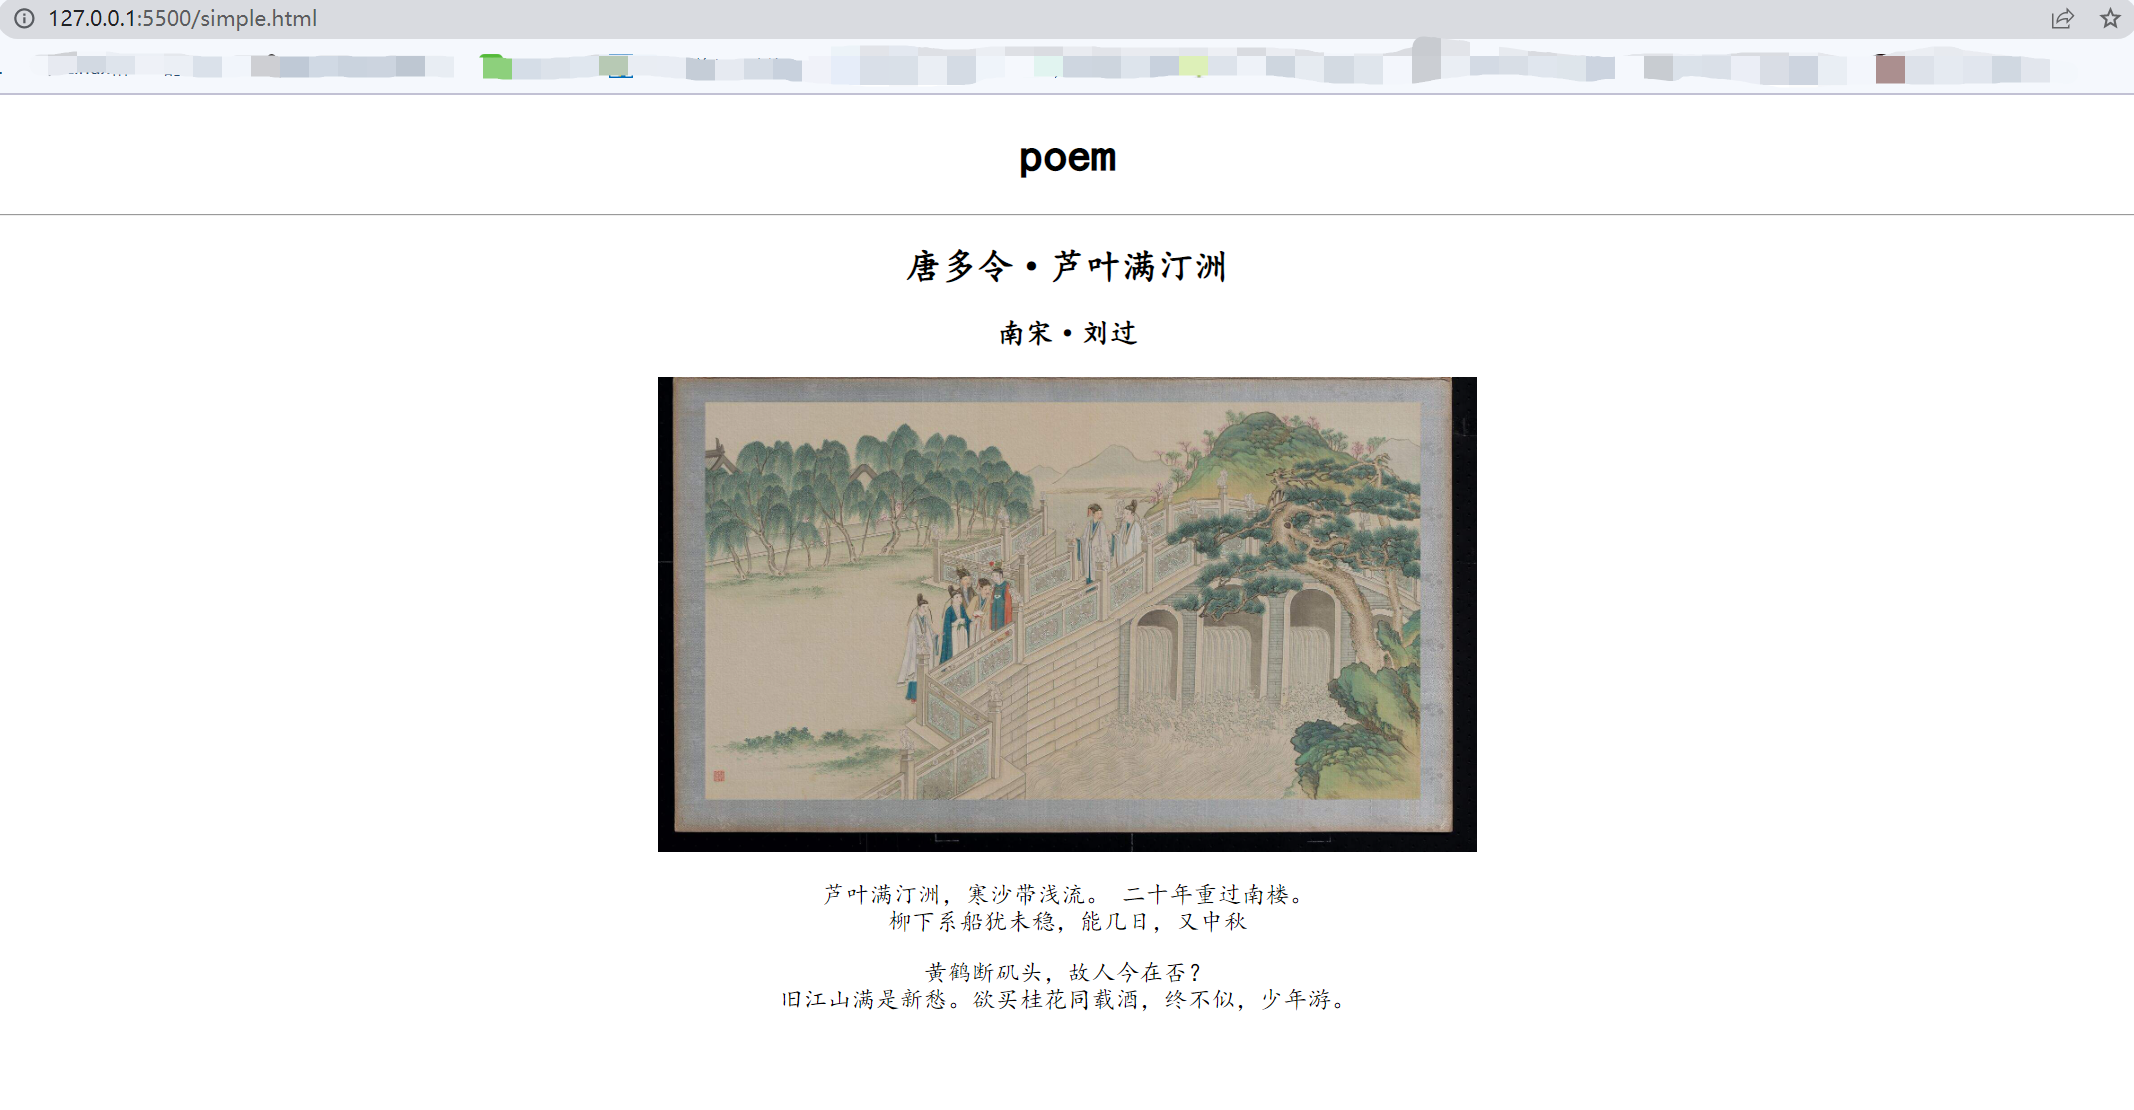 127.0.0.1:5500/simple.html
poem
唐多令·芦叶满汀洲
南宋·刘过
芦叶满汀洲，寒沙带浅流。 二十年重过南楼。
柳下系船犹未稳，能几日，又中秋
黄鹤断矶头，故人今在否？
旧江山满是新愁。欲买桂花同载酒，终不似，少年游。